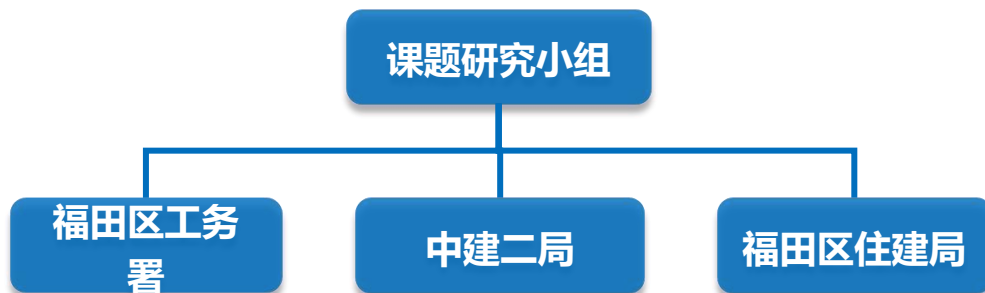 课题研究小组
福田区工务
署
中建二局
福田区住建局